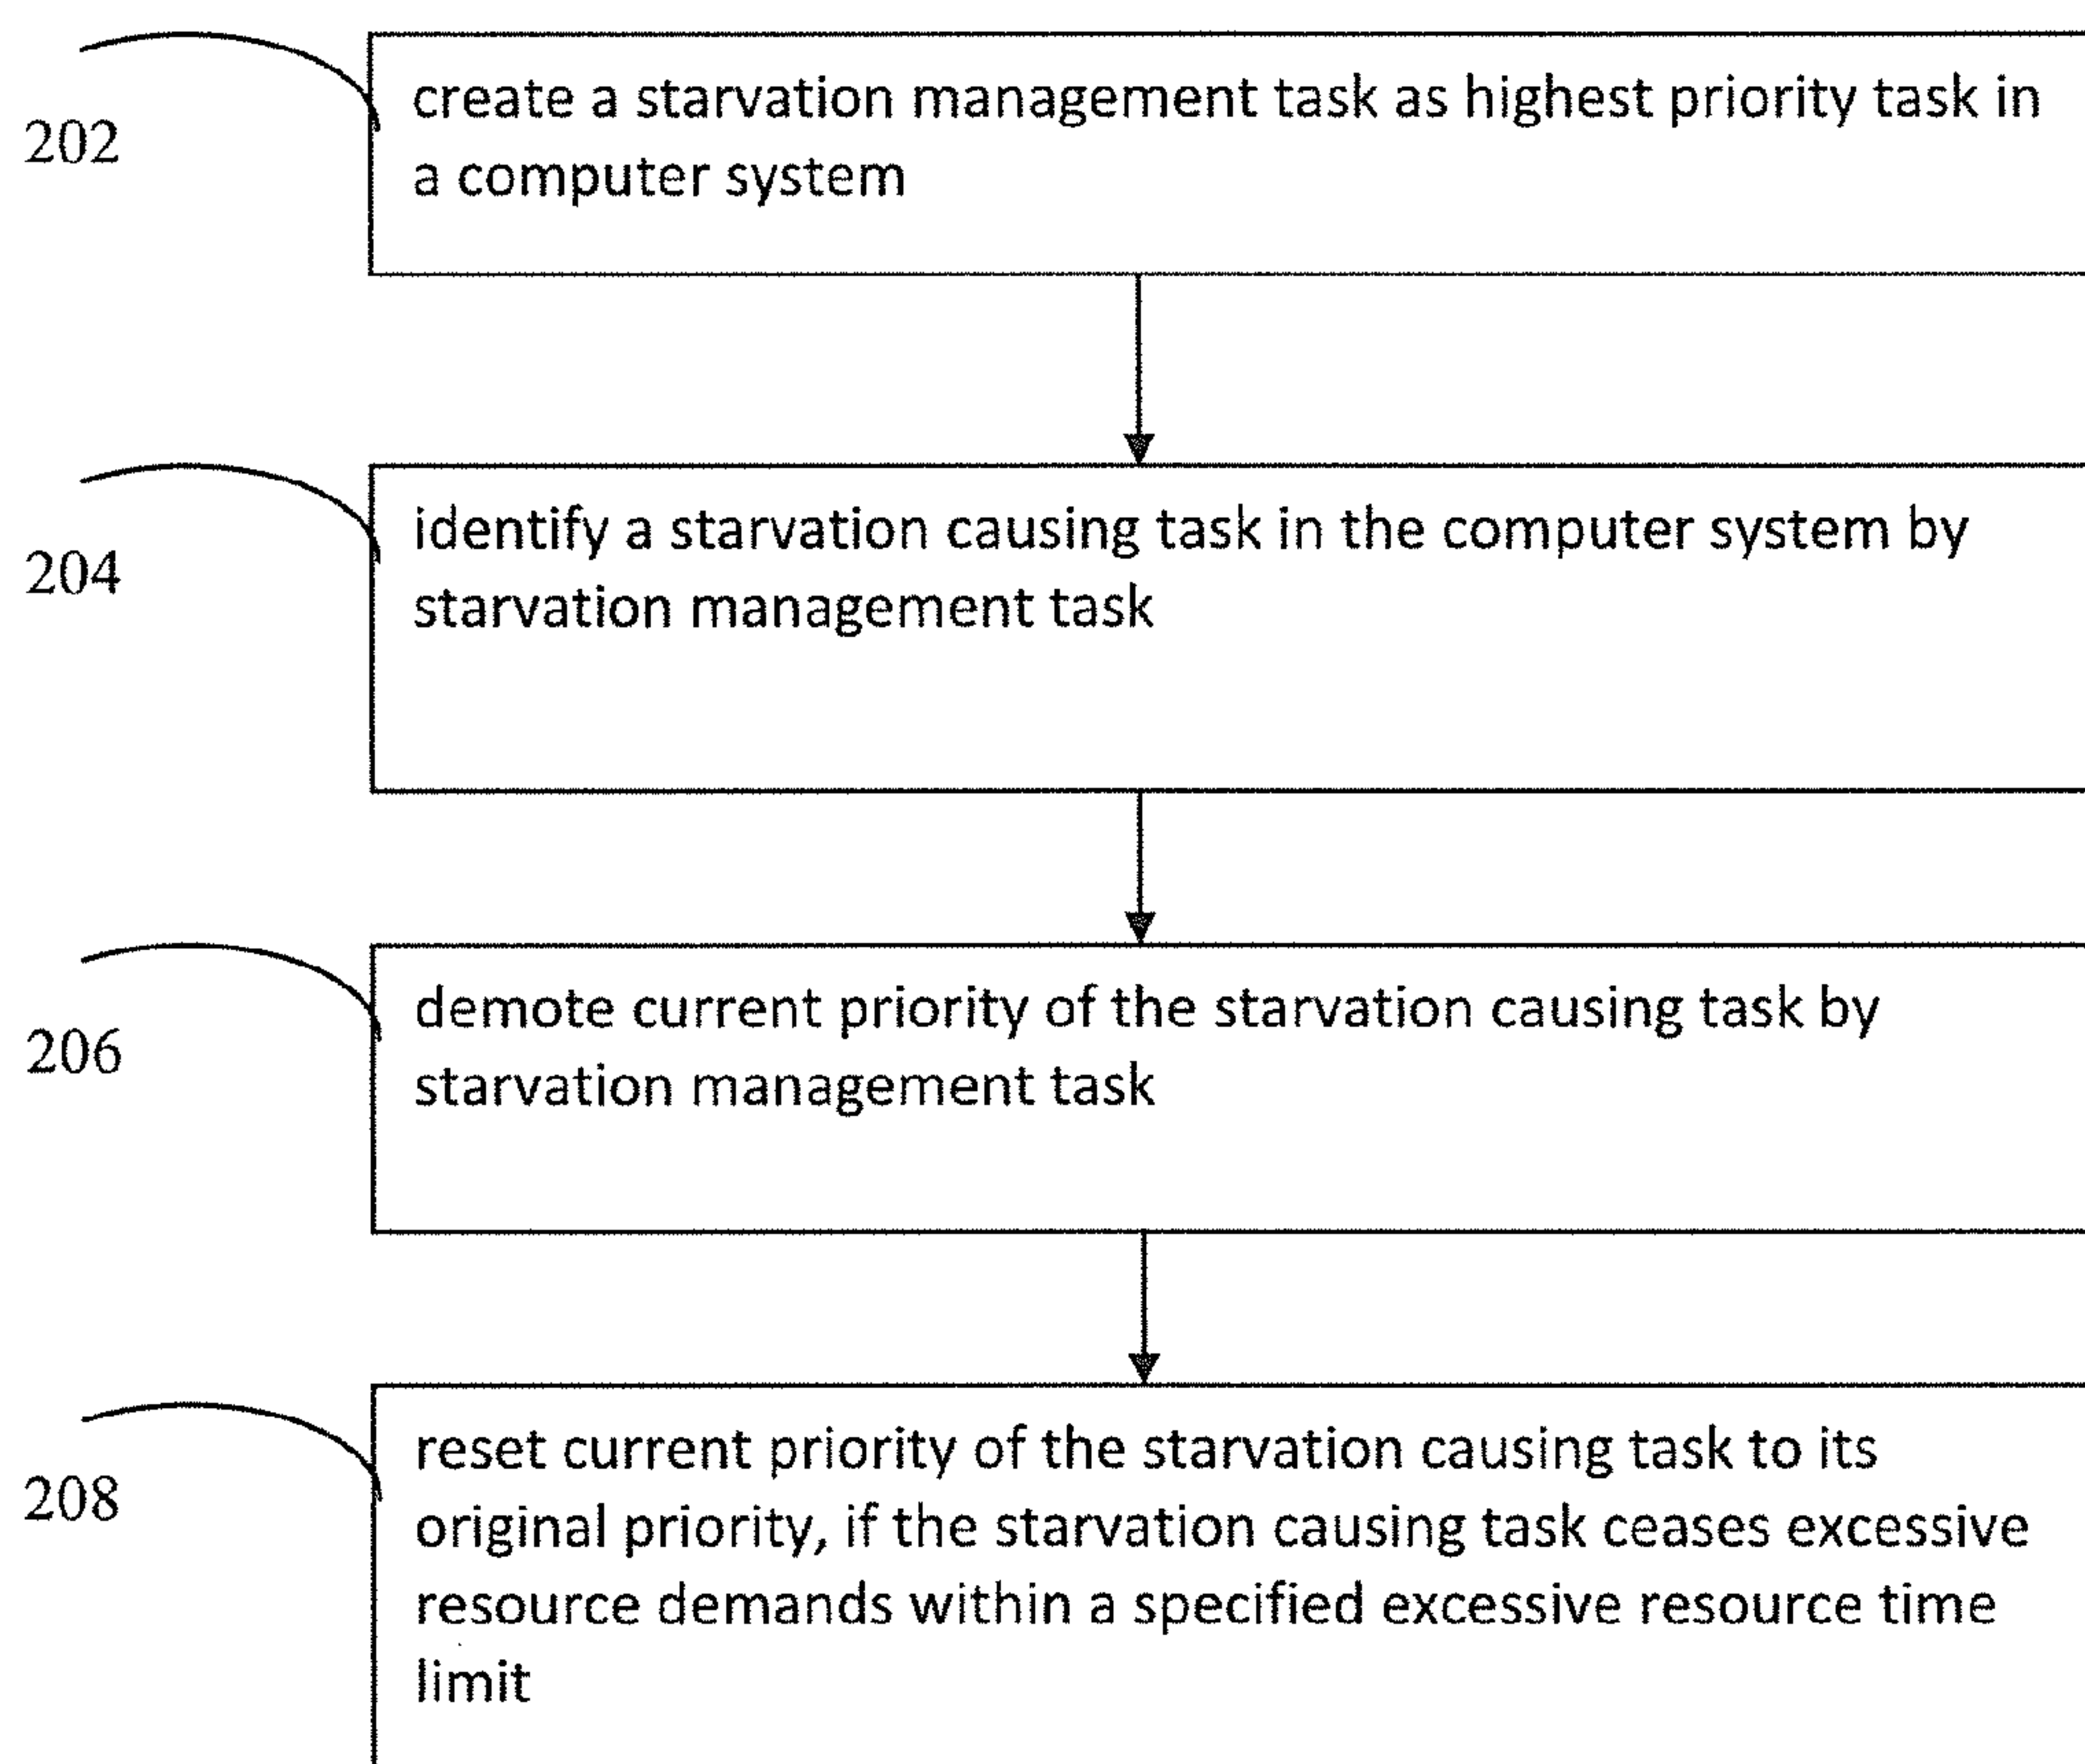 202
create a starvation management task as highest priority task in
a computer system
204
identify a starvation causing task in the computer system by
starvation management task
206
demote current priority of the starvation causing task by
starvation management task
208
reset current priority of the starvation causing task to its
original priority, if the starvation causing task ceases excessive
resource demands within a specified excessive resource time
limit